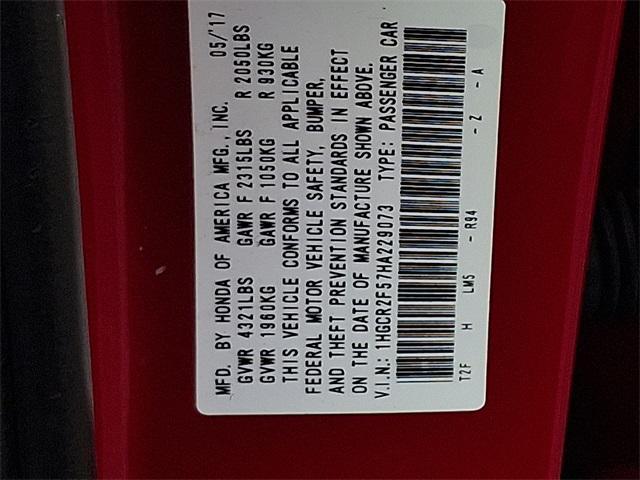 MFD. BY HONDA OF AMERICA MFG., INC. 05/'17
GVWR 4321LBS GAWR F 2315LBS R 2050LBS
GVWR 1960KG GAWR F 1050KG R 930KG
THIS VEHICLE CONFORMS TO ALL APPLICABLE
FEDERAL MOTOR VEHICLE SAFETY, BUMPER,
AND THEFT PREVENTION STANDARDS IN EFFECT
ON THE DATE OF MANUFACTURE SHOWN ABOVE.
V.I.N.: 1HGCR2F57HA229073 TYPE: PASSENGER CAR
T2F H LM5 - R94 - Z - A